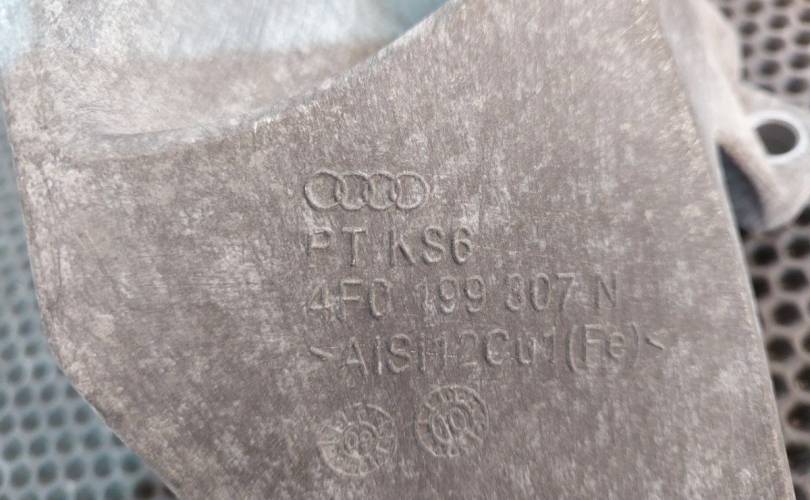 PT KS6
4F0 199 307 N
>AlSi12Cu1(Fe)<